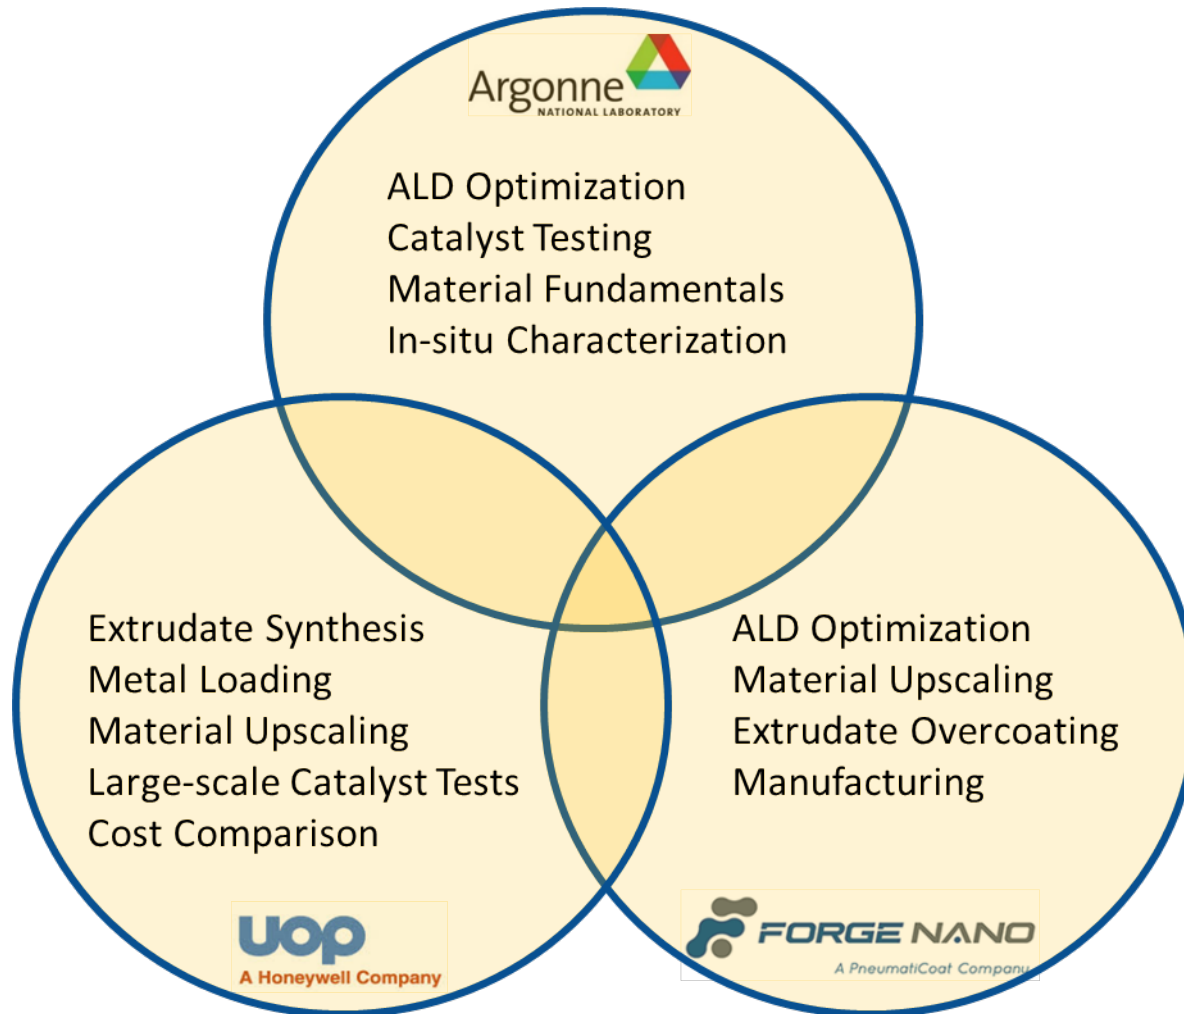 Argonne
NATIONAL LABORATORY
ALD Optimization
Catalyst Testing
Material Fundamentals
In-situ Characterization
Extrudate Synthesis
Metal Loading
Material Upscaling
Large-scale Catalyst Tests
Cost Comparison
uop
A Honeywell Company
ALD Optimization
Material Upscaling
Extrudate Overcoating
Manufacturing
FORGE NANO
A PneumatiCoat Company